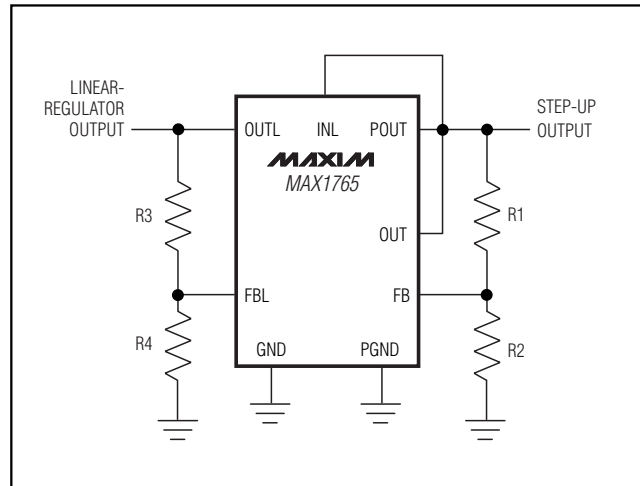 LINEAR-
REGULATOR
OUTPUT
OUTL
INL
POUT
STEP-UP
OUTPUT
MAXIM
MAX1765
R3
R1
OUT
FBL
FB
R4
R2
GND
PGND